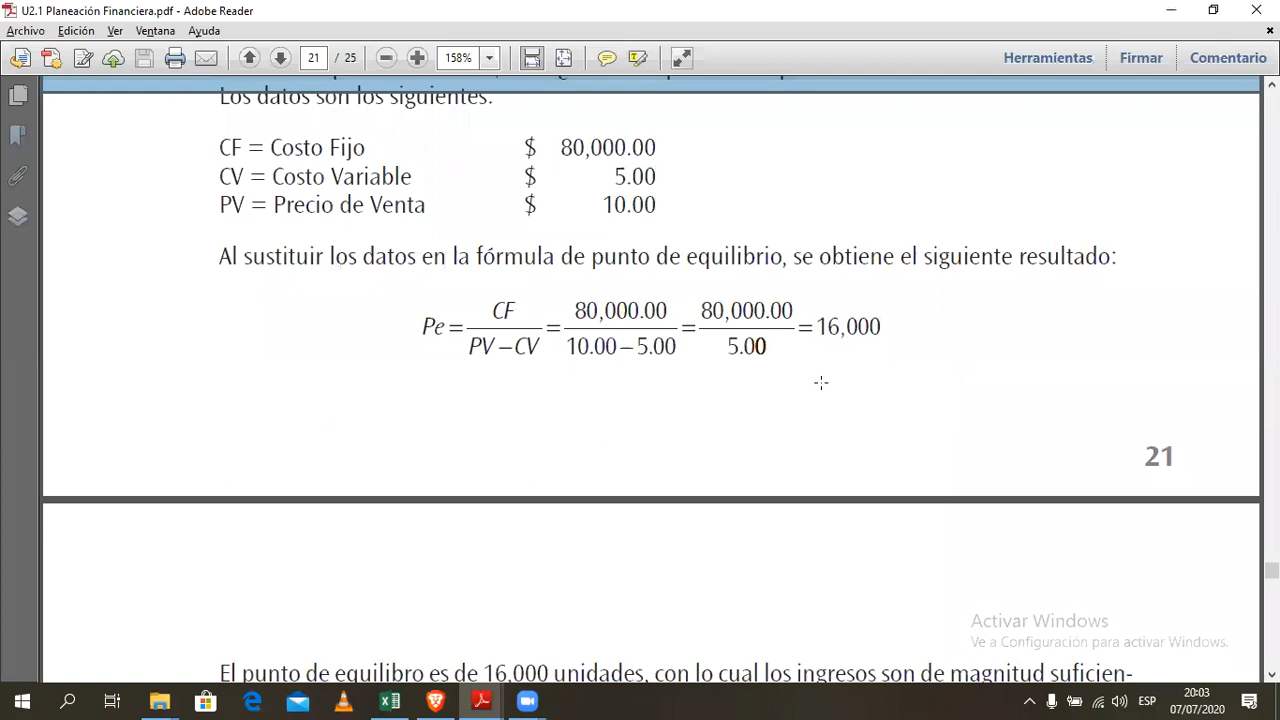 U2.1 Planeación Financiera.pdf - Adobe Reader
Archivo Edición Ver Ventana Ayuda
21 / 25 158% Herramientas Firmar Comentario
Los datos son los siguientes.
CF = Costo Fijo $ 80,000.00
CV = Costo Variable $ 5.00
PV = Precio de Venta $ 10.00
Al sustituir los datos en la fórmula de punto de equilibrio, se obtiene el siguiente resultado:
Pe = CF / PV – CV = 80,000.00 / 10.00 – 5.00 = 80,000.00 / 5.00 = 16,000
21
Activar Windows
Ve a Configuración para activar Windows.
El punto de equilibro es de 16,000 unidades, con lo cual los ingresos son de magnitud suficien-
ESP
20:03
07/07/2020